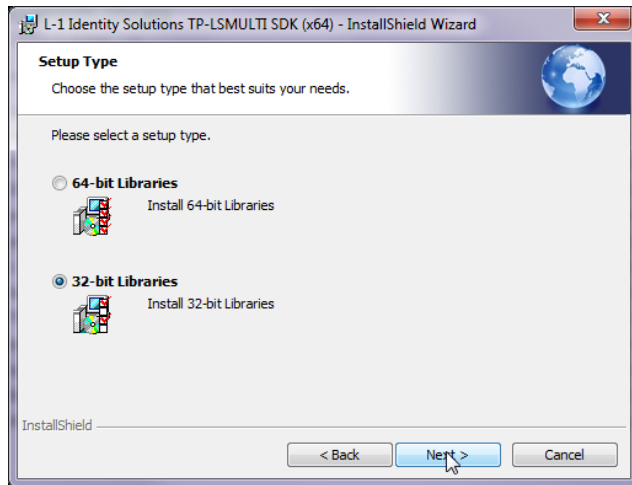 L-1 Identity Solutions TP-LSMULTI SDK (x64) - InstallShield Wizard
Setup Type
Choose the setup type that best suits your needs.
Please select a setup type.
64-bit Libraries
Install 64-bit Libraries
32-bit Libraries
Install 32-bit Libraries
InstallShield
< Back
Next >
Cancel